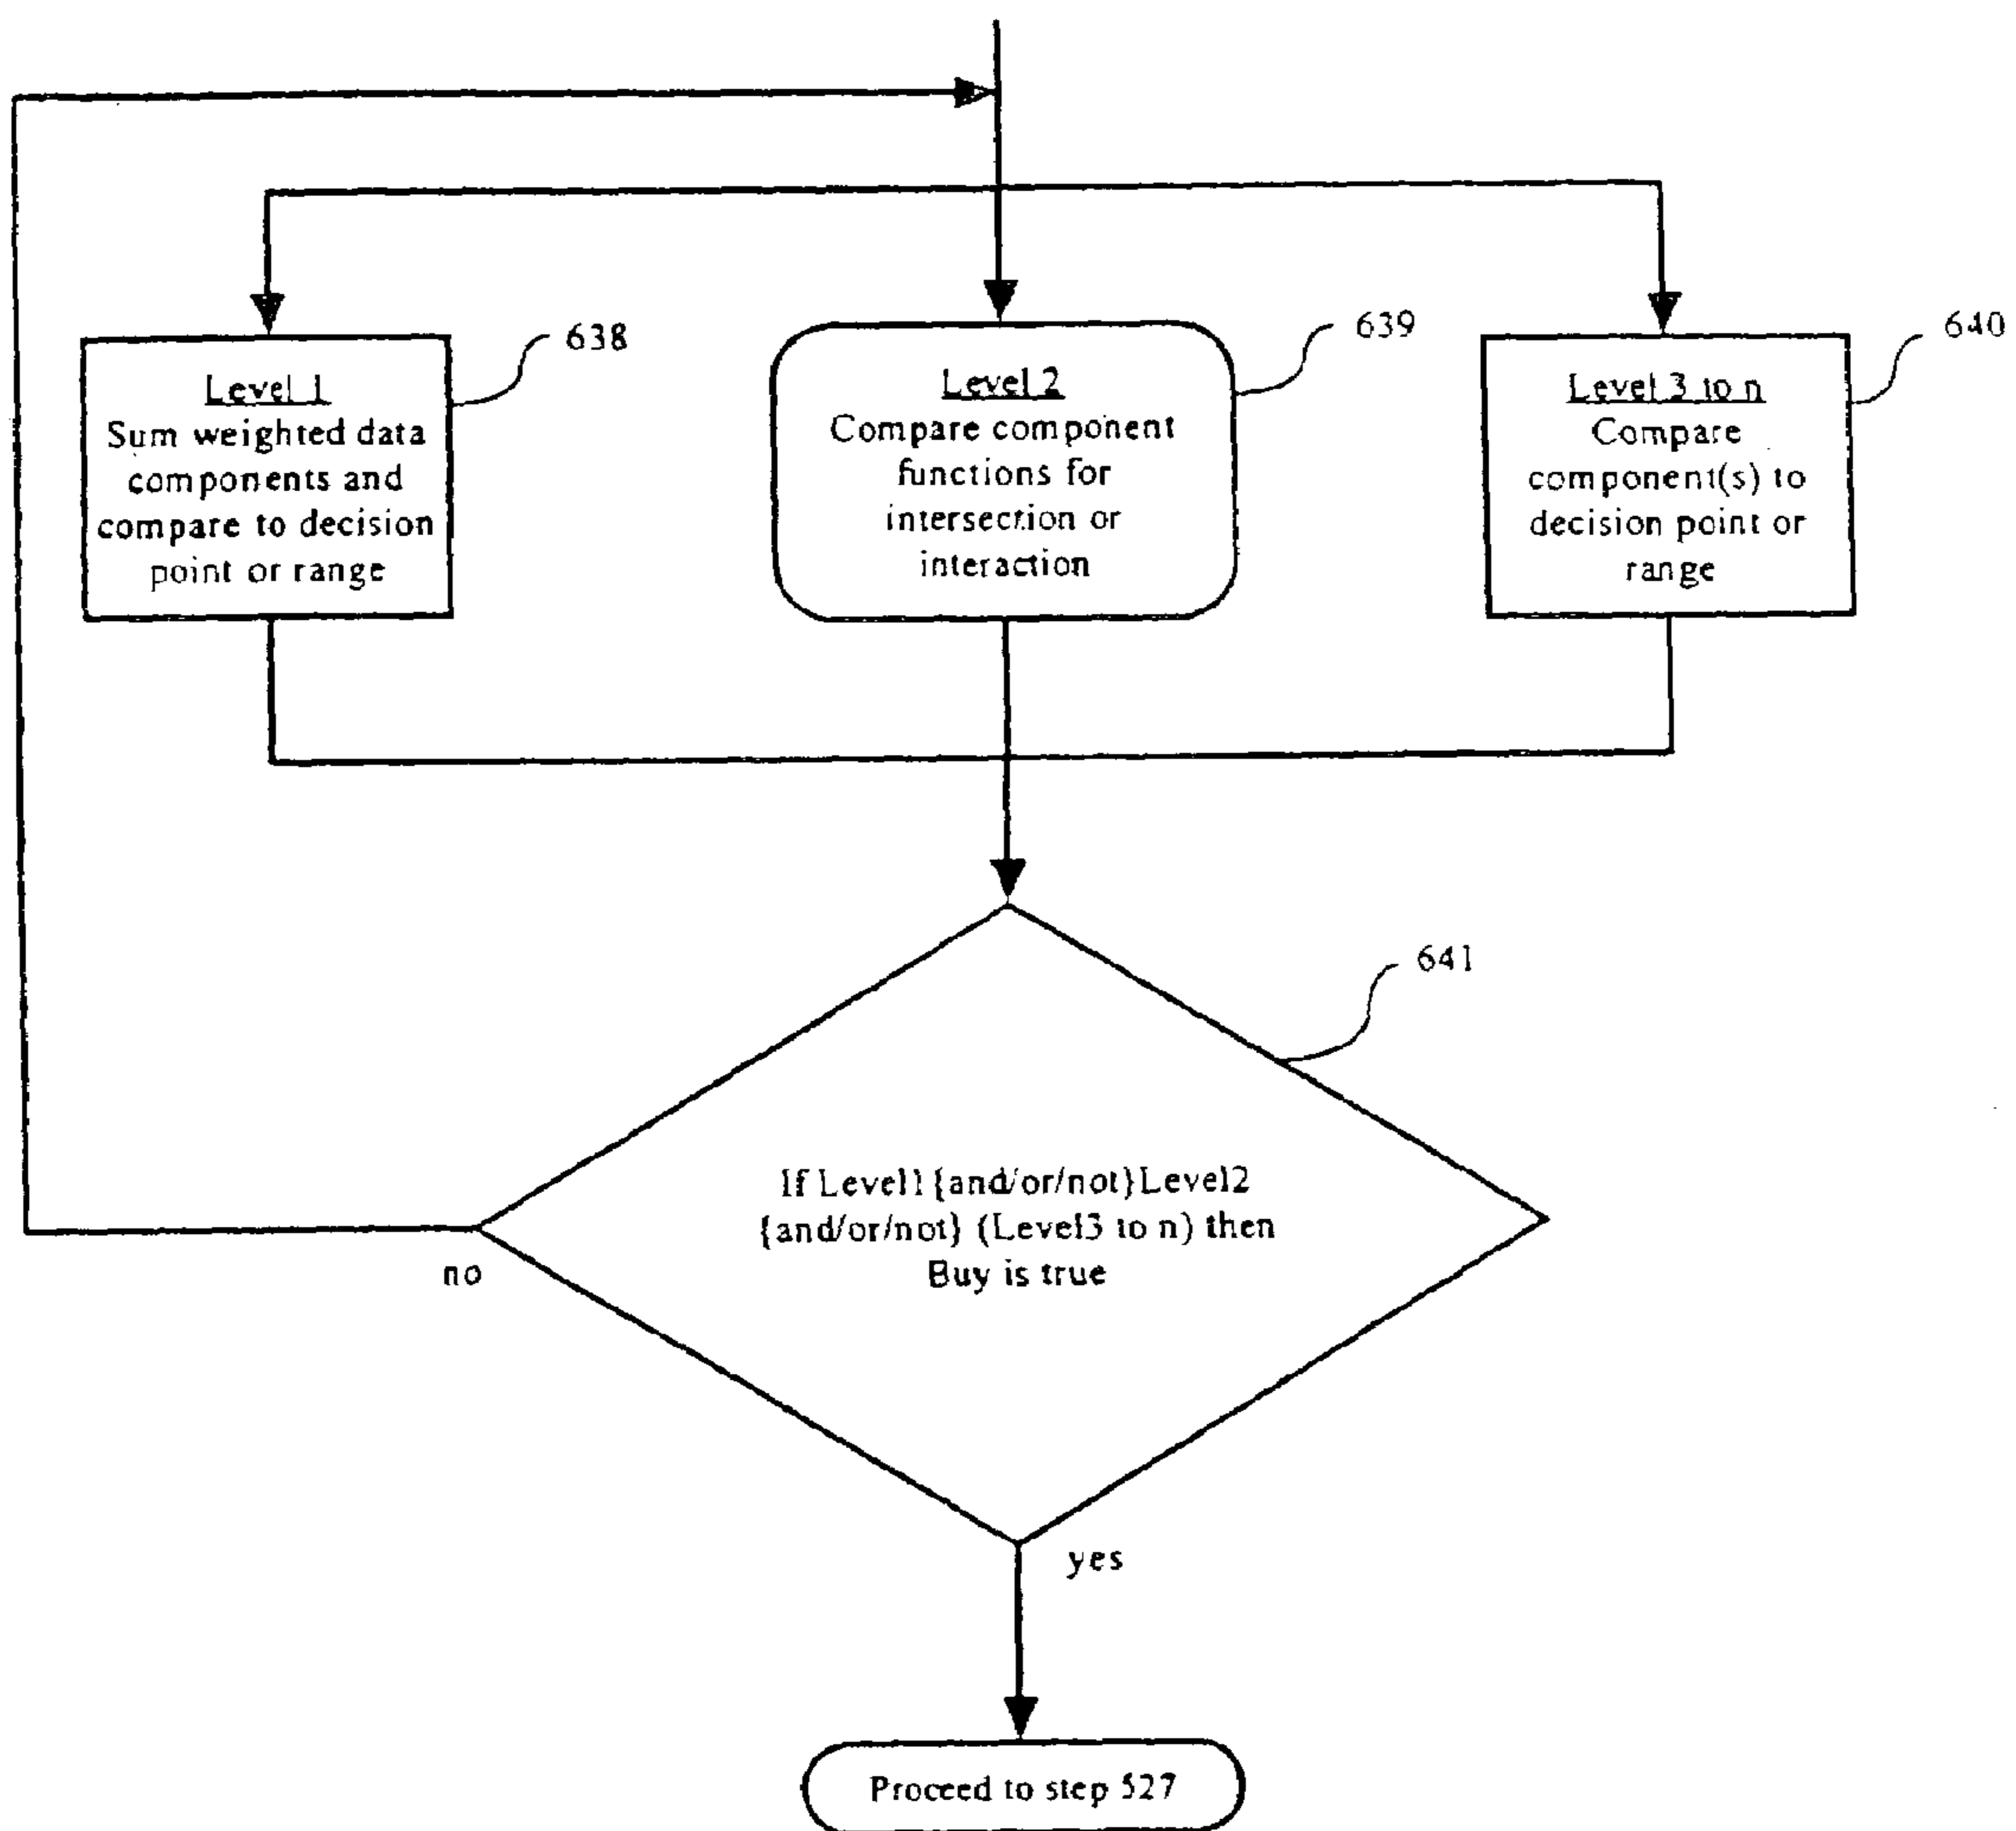 638
Level 1
Sum weighted data
components and
compare to decision
point or range
639
Level 2
Compare component
functions for
intersection or
interaction
640
Level 3 to n
Compare
component(s) to
decision point or
range
641
If Level1{and/or/not}Level2
{and/or/not} (Level3 to n) then
Buy is true
no
yes
Proceed to step 527